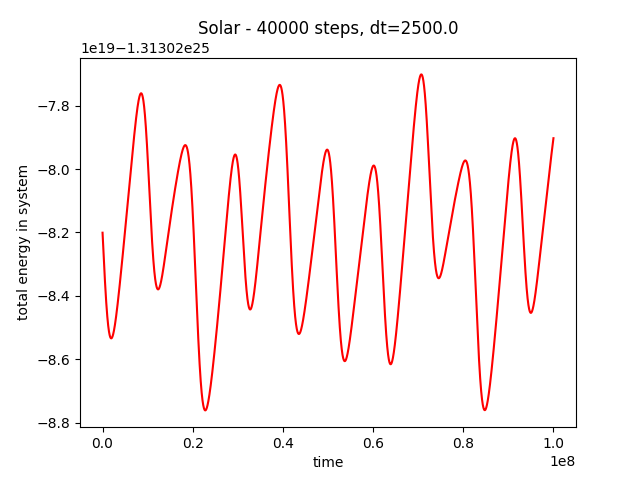 Solar - 40000 steps, dt=2500.0
1e19−1.31302e25
total energy in system
−7.8
−8.0
−8.2
−8.4
−8.6
−8.8
0.0 0.2 0.4 0.6 0.8 1.0
time
1e8